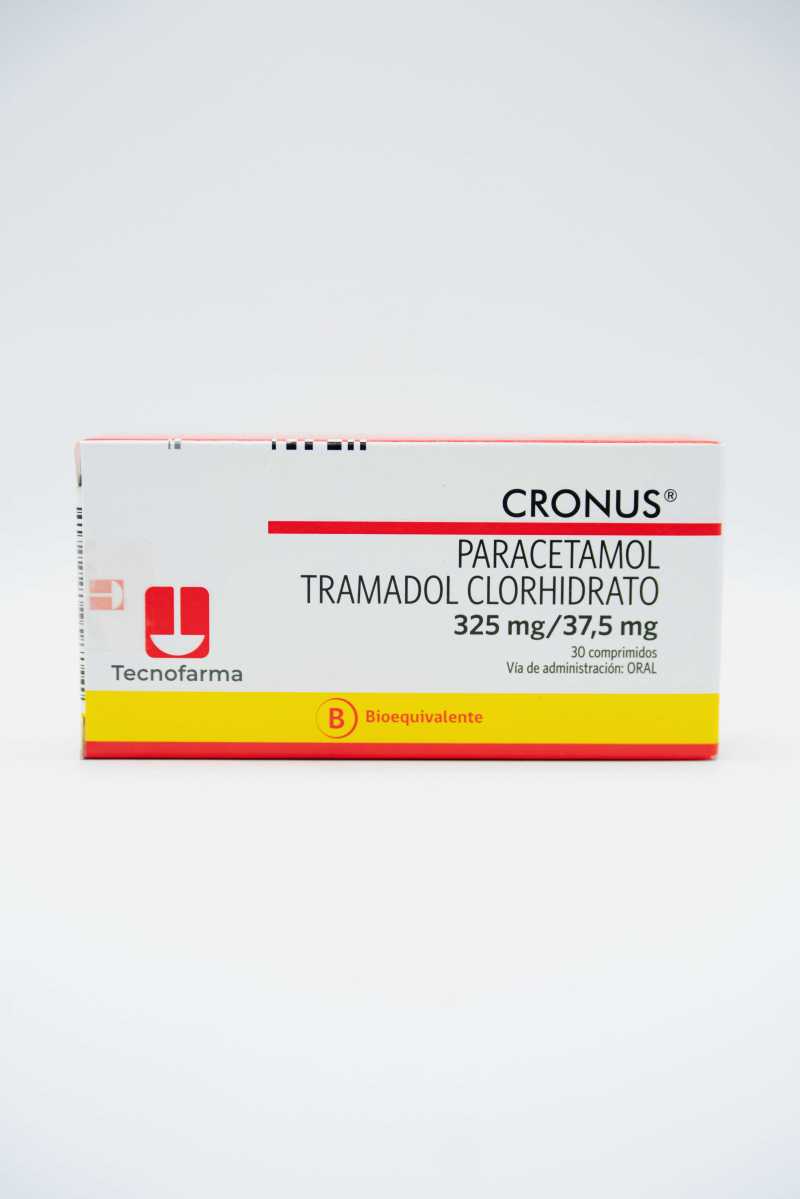 CRONUS®
PARACETAMOL
TRAMADOL CLORHIDRATO
325 mg/37,5 mg
30 comprimidos
Vía de administración: ORAL
Tecnofarma
B Bioequivalente